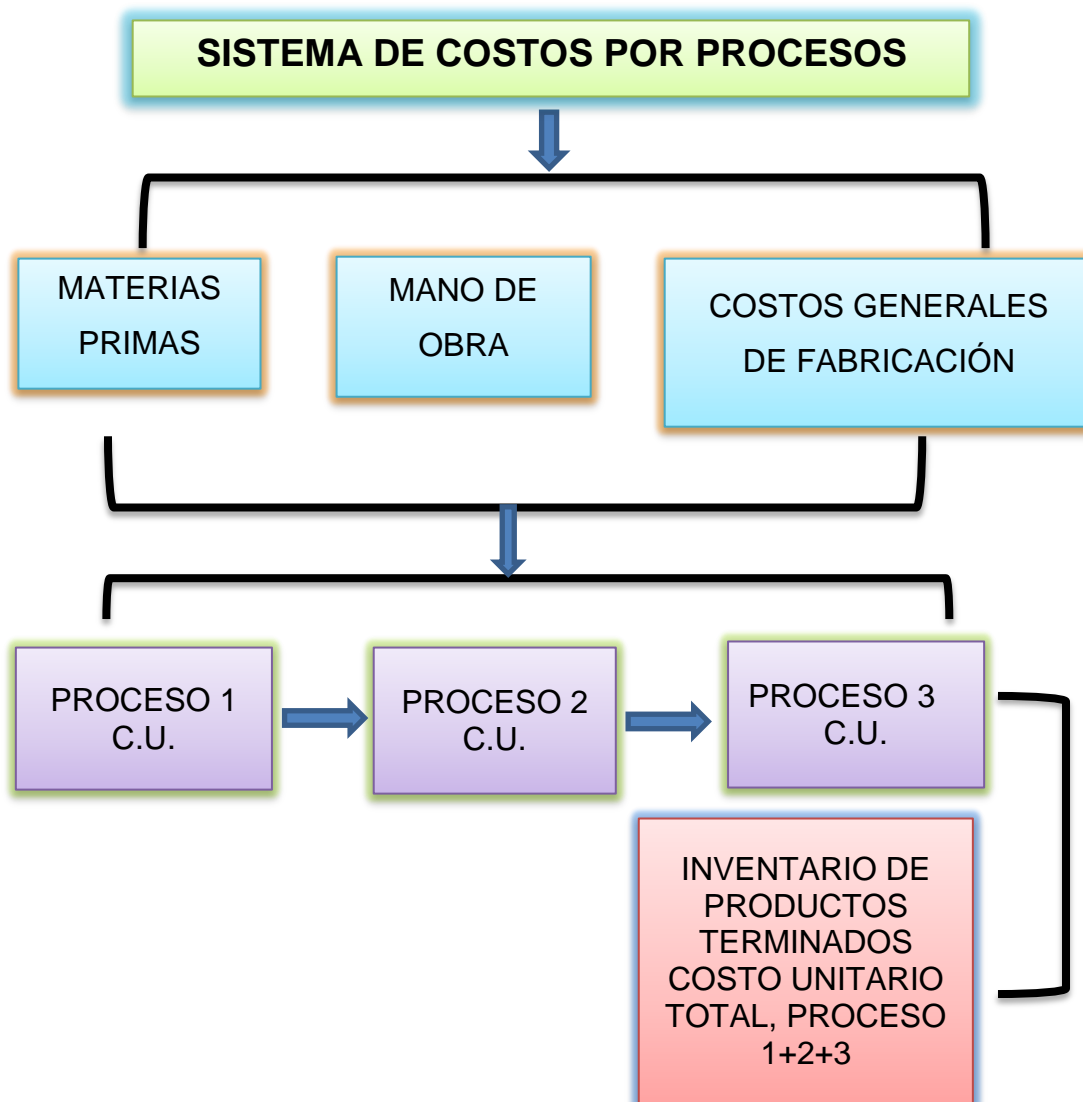 SISTEMA DE COSTOS POR PROCESOS
MATERIAS
PRIMAS
MANO DE
OBRA
COSTOS GENERALES
DE FABRICACIÓN
PROCESO 1
C.U.
PROCESO 2
C.U.
PROCESO 3
C.U.
INVENTARIO DE
PRODUCTOS
TERMINADOS
COSTO UNITARIO
TOTAL, PROCESO
1+2+3